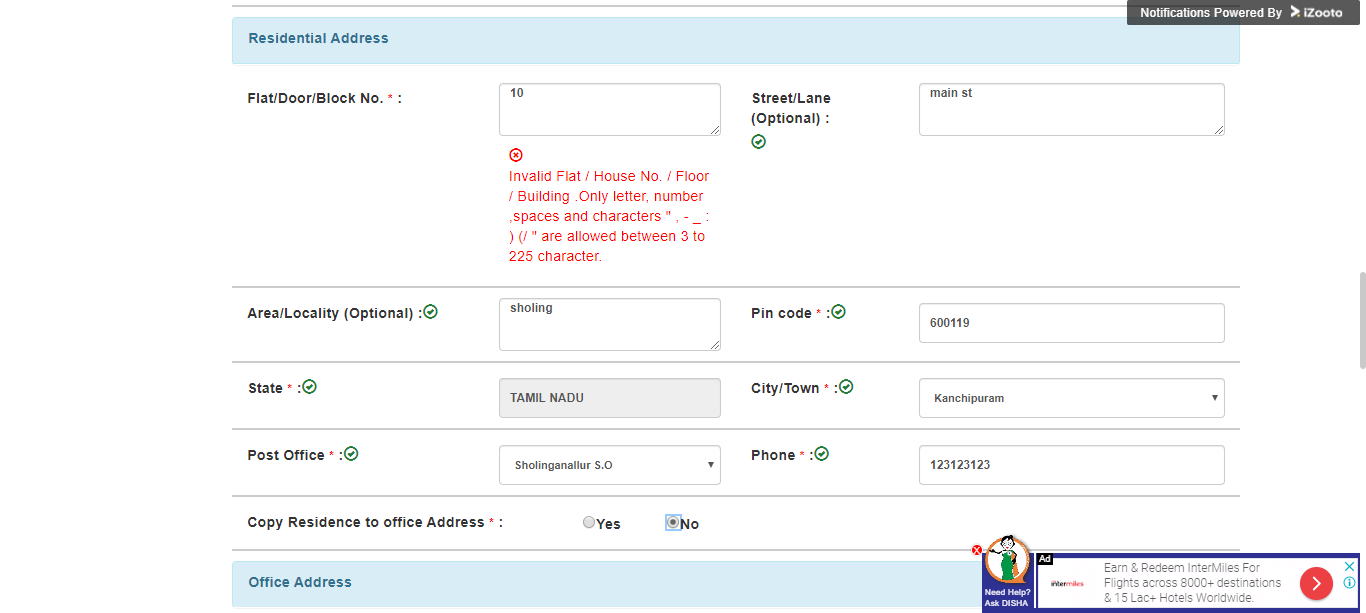 Notifications Powered By iZooto
Residential Address
Flat/Door/Block No. * :
10
Street/Lane
(Optional) :
main st
Invalid Flat / House No. / Floor
/ Building .Only letter, number
,spaces and characters " , - _ :
) (/ " are allowed between 3 to
225 character.
Area/Locality (Optional) :
sholing
Pin code * :
600119
State * :
TAMIL NADU
City/Town * :
Kanchipuram
Post Office * :
Sholinganallur S.O
Phone * :
123123123
Copy Residence to office Address * :
Yes
No
Office Address
Need Help?
Ask DISHA
Ad
intermiles
Earn & Redeem InterMiles For
Flights across 8000+ destinations
& 15 Lac+ Hotels Worldwide.